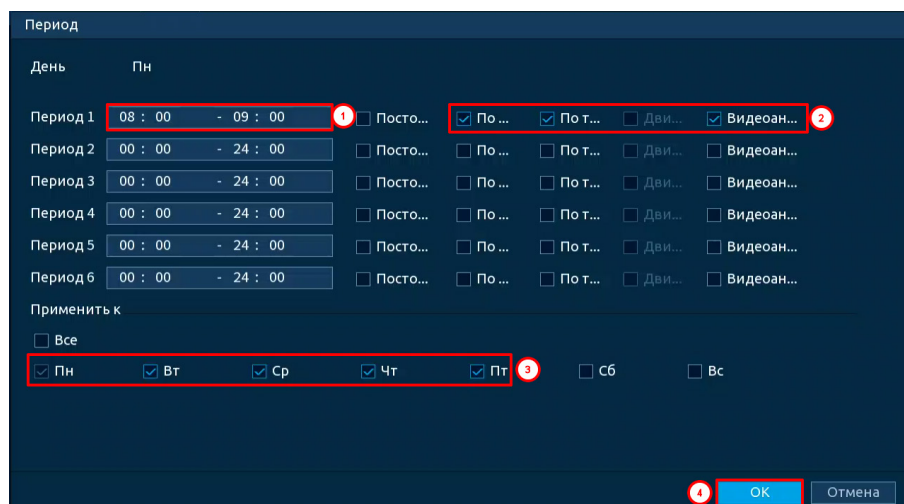 Период
День Пн
Период 1 08 : 00 - 09 : 00 1 Посто... По ... По т... Дви... Видеоан... 2
Период 2 00 : 00 - 24 : 00 Посто... По ... По т... Дви... Видеоан...
Период 3 00 : 00 - 24 : 00 Посто... По ... По т... Дви... Видеоан...
Период 4 00 : 00 - 24 : 00 Посто... По ... По т... Дви... Видеоан...
Период 5 00 : 00 - 24 : 00 Посто... По ... По т... Дви... Видеоан...
Период 6 00 : 00 - 24 : 00 Посто... По ... По т... Дви... Видеоан...
Применить к
Все
Пн Вт Ср Чт Пт 3 Сб Вс
4 OK Отмена